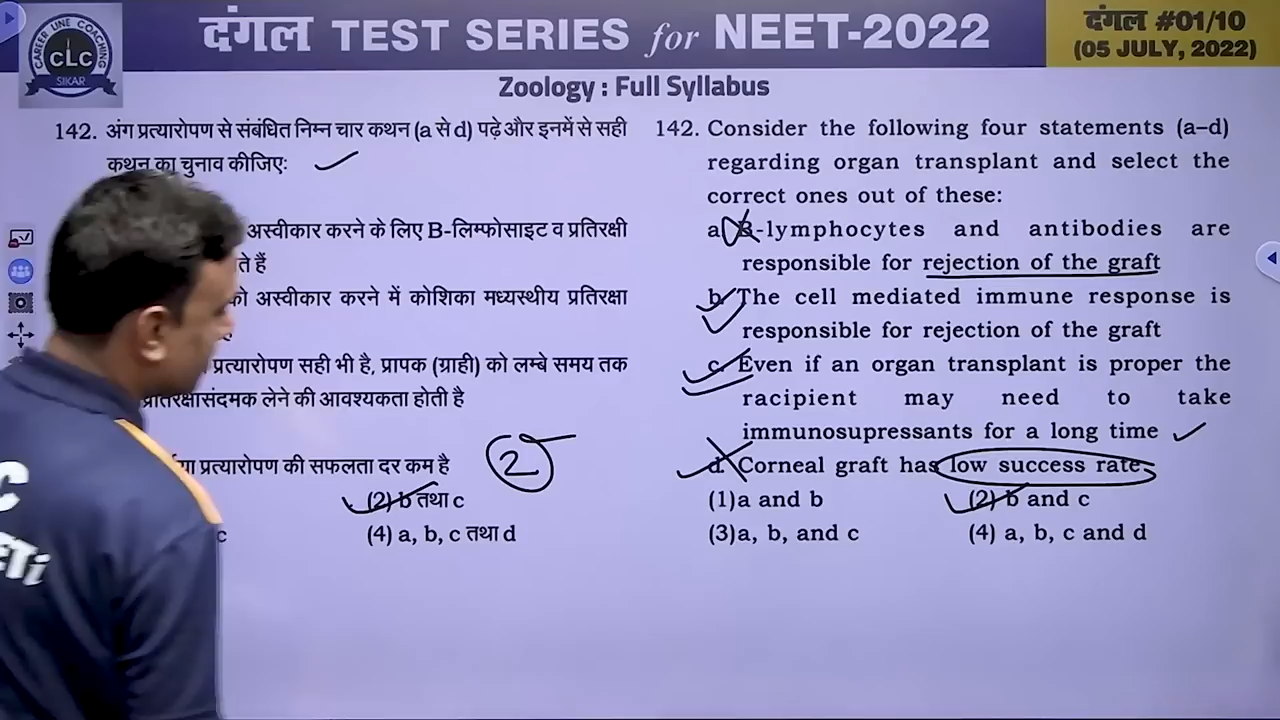 दंगल TEST SERIES for NEET-2022
दंगल #01/10
(05 JULY, 2022)
CAREER LINE COACHING
CLC
SIKAR
Zoology : Full Syllabus
142. अंग प्रत्यारोपण से संबंधित निम्न चार कथन (a से d) पढ़े और इनमें से सही
कथन का चुनाव कीजिएः
अस्वीकार करने के लिए B-लिम्फोसाइट व प्रतिरक्षी
ते हैं
को अस्वीकार करने में कोशिका मध्यस्थीय प्रतिरक्षा
प्रत्यारोपण सही भी है, प्रापक (ग्राही) को लम्बे समय तक
प्रतिरक्षासंदमक लेने की आवश्यकता होती है
प्रत्यारोपण की सफलता दर कम है
2
(2) b तथा c
c
(4) a, b, c तथा d
142. Consider the following four statements (a–d)
regarding organ transplant and select the
correct ones out of these:
a. B-lymphocytes and antibodies are
responsible for rejection of the graft
b. The cell mediated immune response is
responsible for rejection of the graft
c. Even if an organ transplant is proper the
racipient may need to take
immunosupressants for a long time
d. Corneal graft has low success rate
(1)a and b
(2) b and c
(3)a, b, and c
(4) a, b, c and d
C